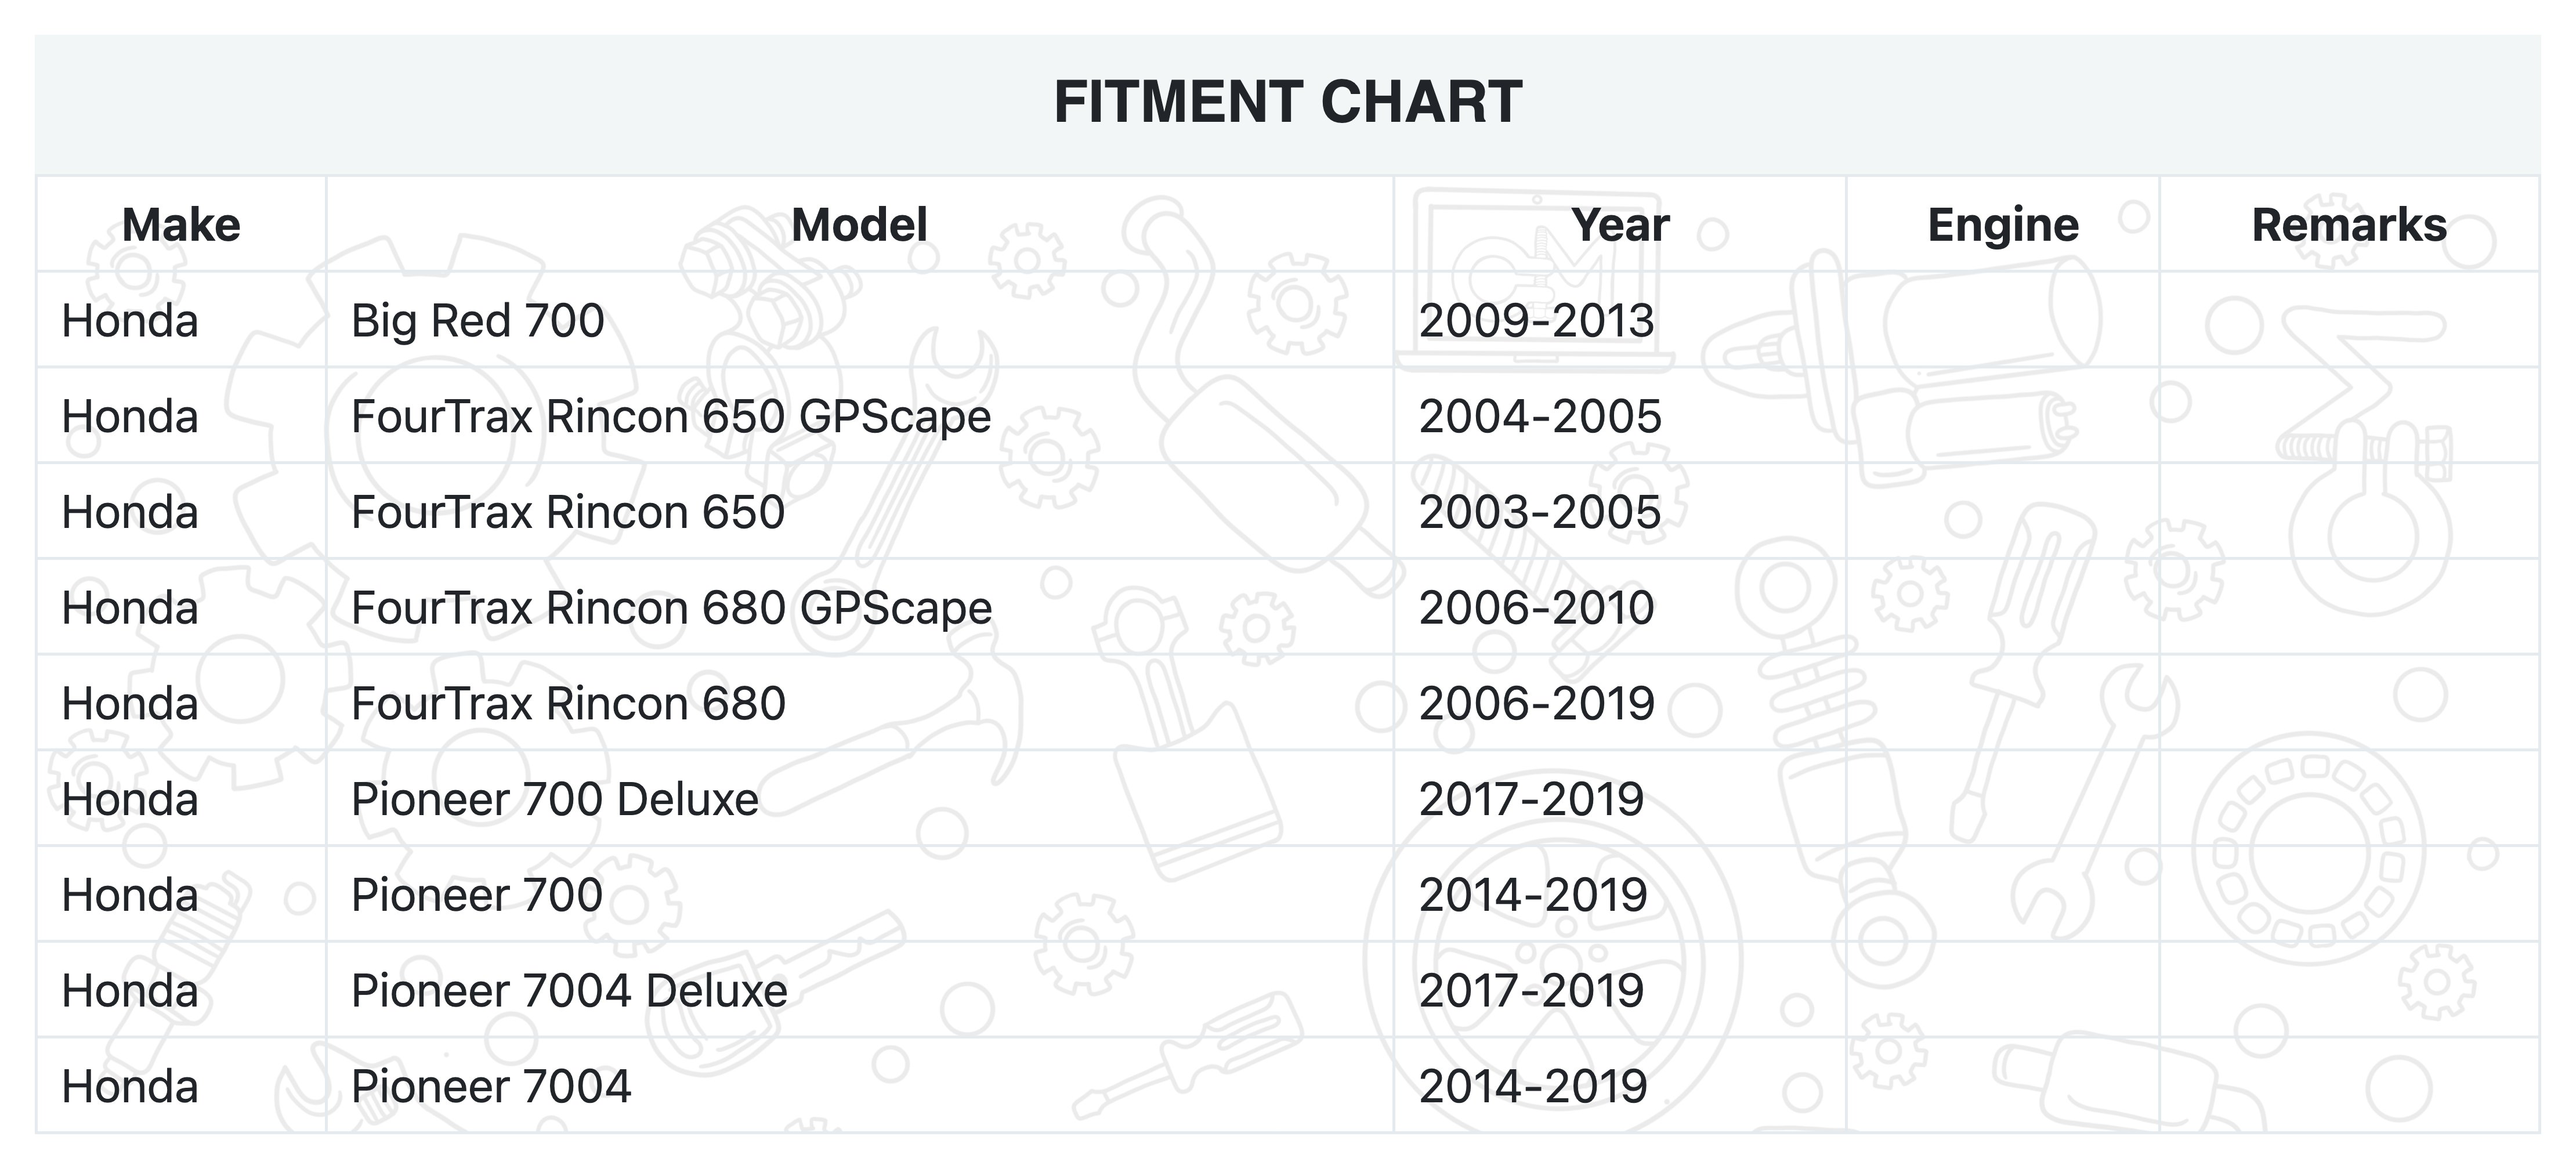 FITMENT CHART
Make Model Year Engine Remarks
Honda Big Red 700 2009-2013
Honda FourTrax Rincon 650 GPScape 2004-2005
Honda FourTrax Rincon 650 2003-2005
Honda FourTrax Rincon 680 GPScape 2006-2010
Honda FourTrax Rincon 680 2006-2019
Honda Pioneer 700 Deluxe 2017-2019
Honda Pioneer 700 2014-2019
Honda Pioneer 7004 Deluxe 2017-2019
Honda Pioneer 7004 2014-2019